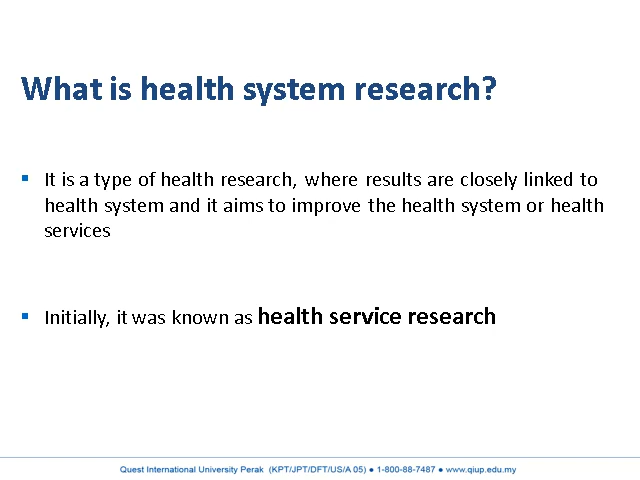 What is health system research?
▪ It is a type of health research, where results are closely linked to
health system and it aims to improve the health system or health
services
▪ Initially, it was known as health service research
Quest International University Perak (KPT/JPT/DFT/US/A 05) ● 1-800-88-7487 ● www.qiup.edu.my